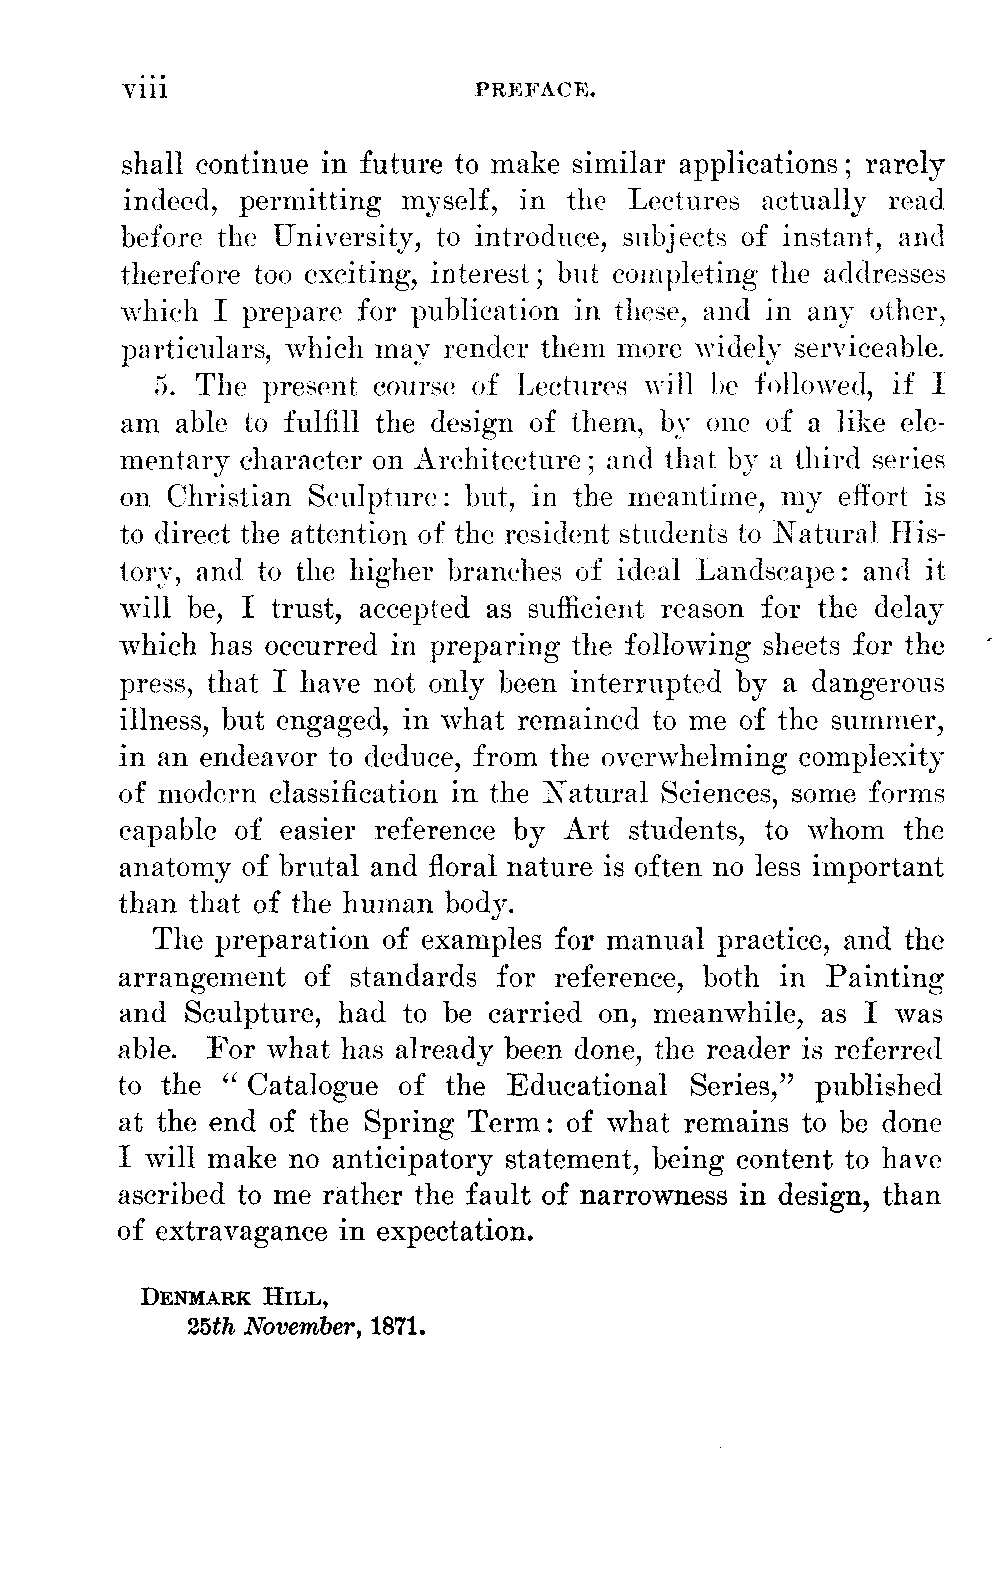 viii PREFACE.
shall continue in future to make similar applications; rarely
indeed, permitting myself, in the Lectures actually read
before the University, to introduce, subjects of instant, and
therefore too exciting, interest; but completing the addresses
which I prepare for publication in these, and in any other,
particulars, which may render them more widely serviceable.
5. The present course of Lectures will be followed, if I
am able to fulfill the design of them, by one of a like ele-
mentary character on Architecture; and that by a third series
on Christian Sculpture: but, in the meantime, my effort is
to direct the attention of the resident students to Natural His-
tory, and to the higher branches of ideal Landscape: and it
will be, I trust, accepted as sufficient reason for the delay
which has occurred in preparing the following sheets for the
press, that I have not only been interrupted by a dangerous
illness, but engaged, in what remained to me of the summer,
in an endeavor to deduce, from the overwhelming complexity
of modern classification in the Natural Sciences, some forms
capable of easier reference by Art students, to whom the
anatomy of brutal and floral nature is often no less important
than that of the human body.
The preparation of examples for manual practice, and the
arrangement of standards for reference, both in Painting
and Sculpture, had to be carried on, meanwhile, as I was
able. For what has already been done, the reader is referred
to the “Catalogue of the Educational Series,” published
at the end of the Spring Term: of what remains to be done
I will make no anticipatory statement, being content to have
ascribed to me rather the fault of narrowness in design, than
of extravagance in expectation.
DENMARK HILL,
25th November, 1871.